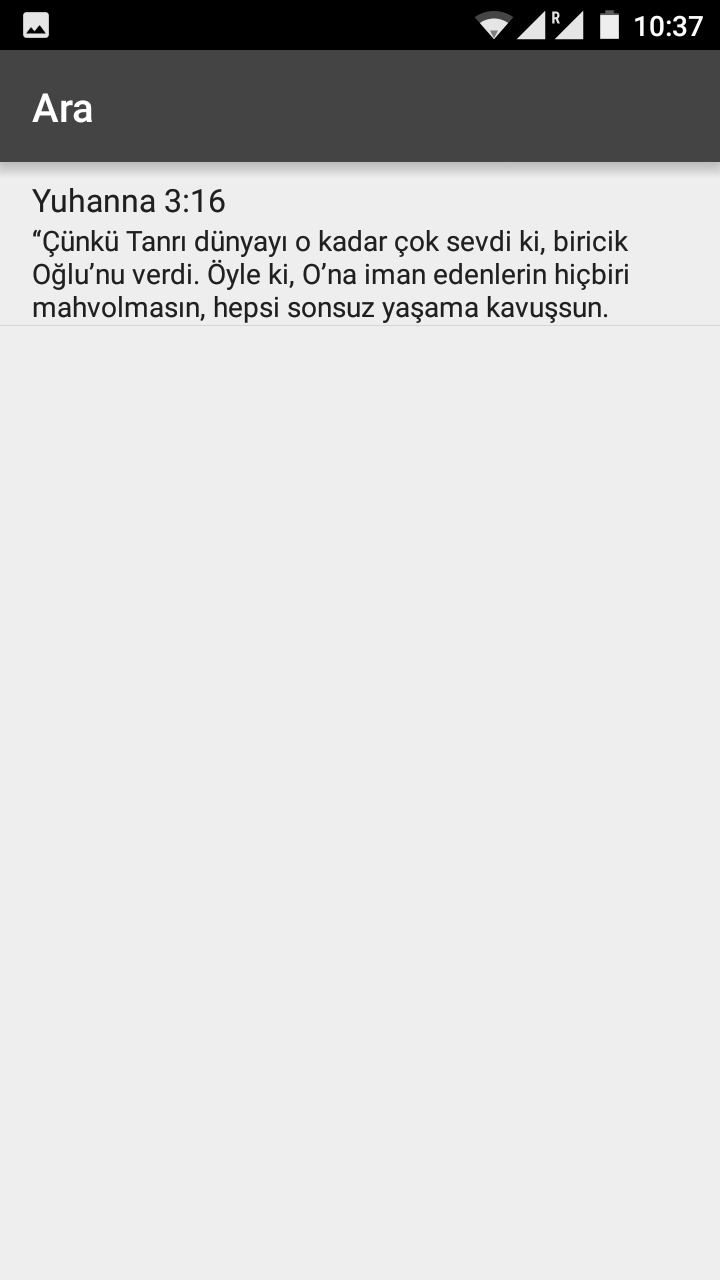 R
10:37
Ara
Yuhanna 3:16
“Çünkü Tanrı dünyayı o kadar çok sevdi ki, biricik
Oğlu’nu verdi. Öyle ki, O’na iman edenlerin hiçbiri
mahvolmasın, hepsi sonsuz yaşama kavuşsun.